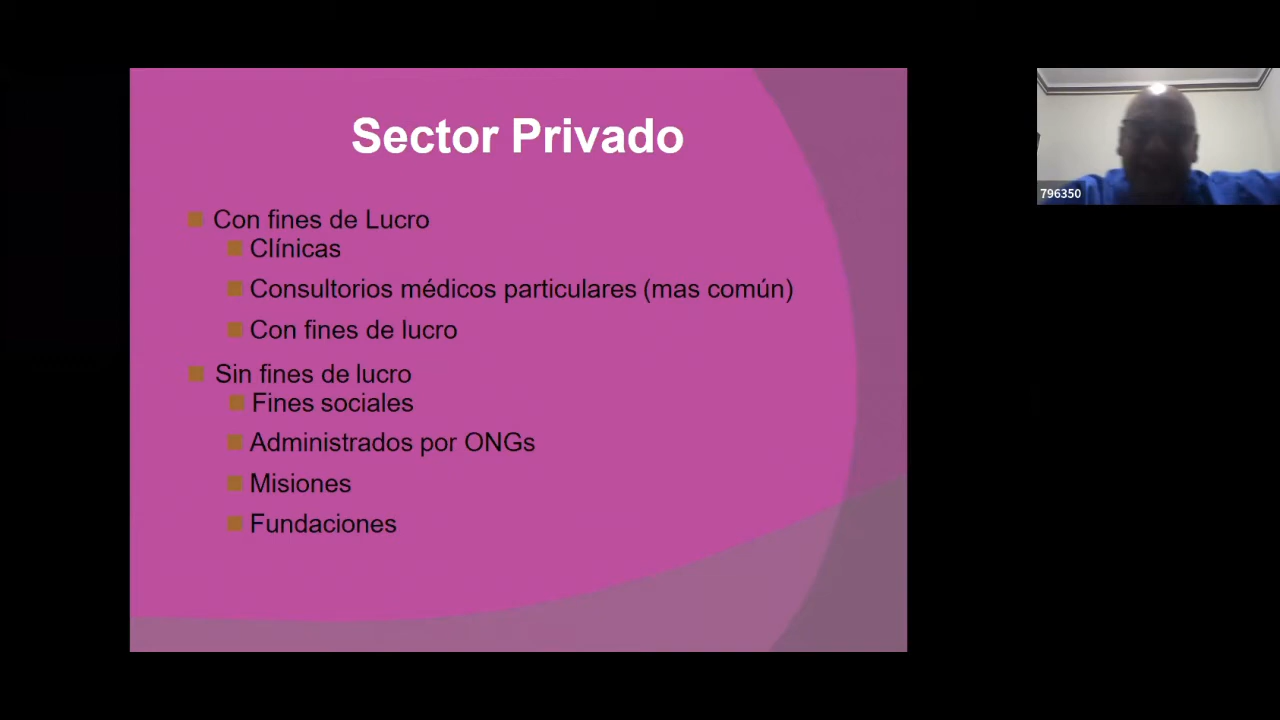 Sector Privado
Con fines de Lucro
Clínicas
Consultorios médicos particulares (mas común)
Con fines de lucro
Sin fines de lucro
Fines sociales
Administrados por ONGs
Misiones
Fundaciones
796350